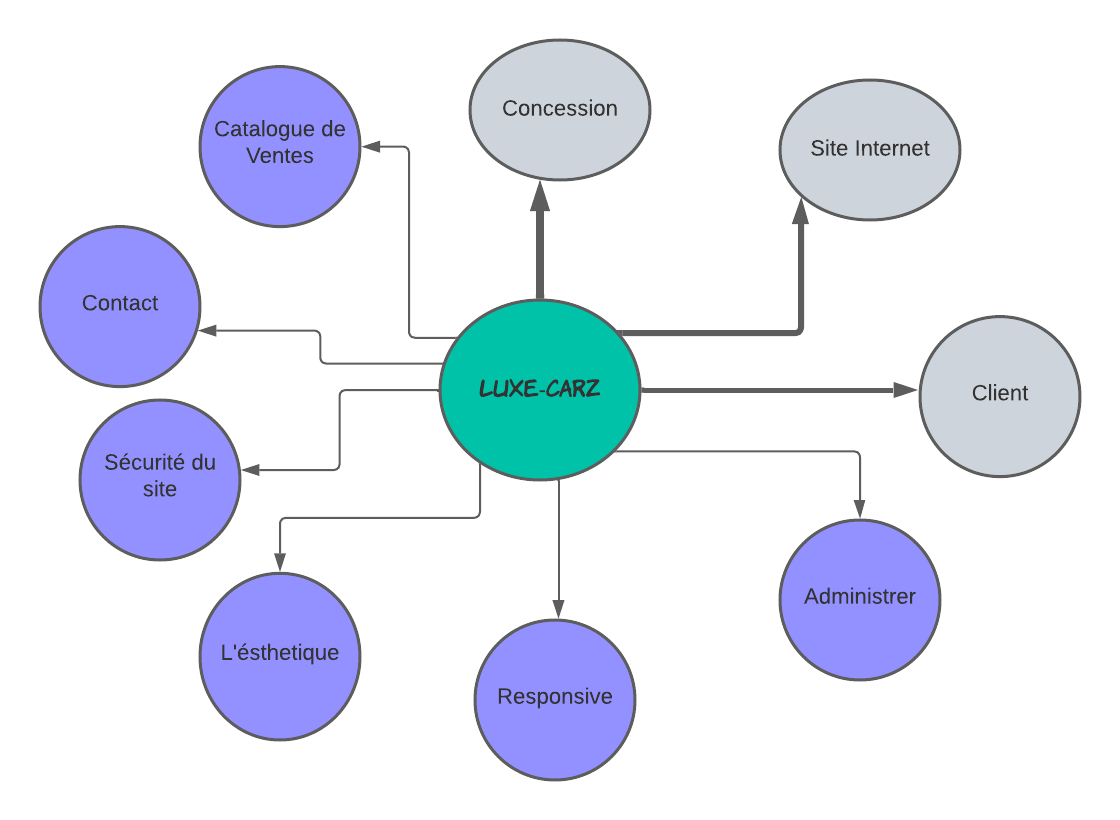 Concession
Catalogue de
Ventes
Site Internet
Contact
LUXE-CARZ
Client
Sécurité du
site
Administrer
L'ésthetique
Responsive